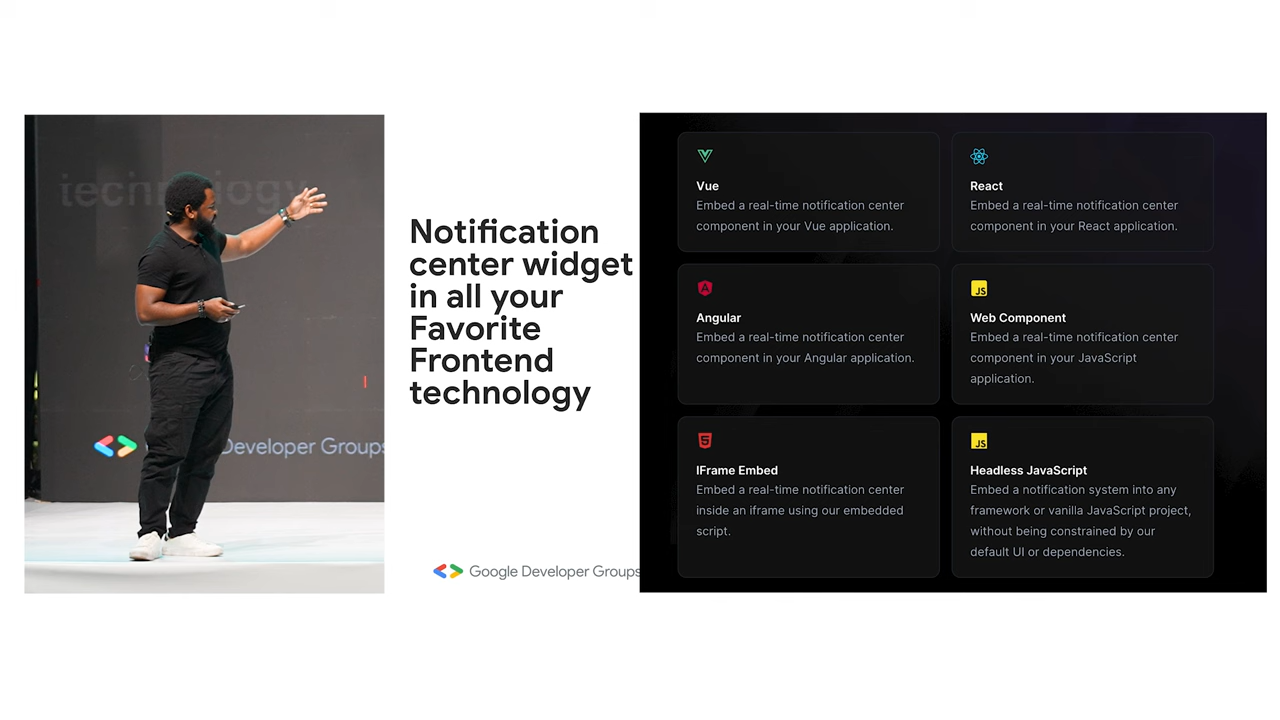 technology
Developer Groups
Notification
center widget
in all your
Favorite
Frontend
technology
Google Developer Groups
Vue
Embed a real-time notification center
component in your Vue application.
React
Embed a real-time notification center
component in your React application.
Angular
Embed a real-time notification center
component in your Angular application.
JS
Web Component
Embed a real-time notification center
component in your JavaScript
application.
IFrame Embed
Embed a real-time notification center
inside an iframe using our embedded
script.
JS
Headless JavaScript
Embed a notification system into any
framework or vanilla JavaScript project,
without being constrained by our
default UI or dependencies.